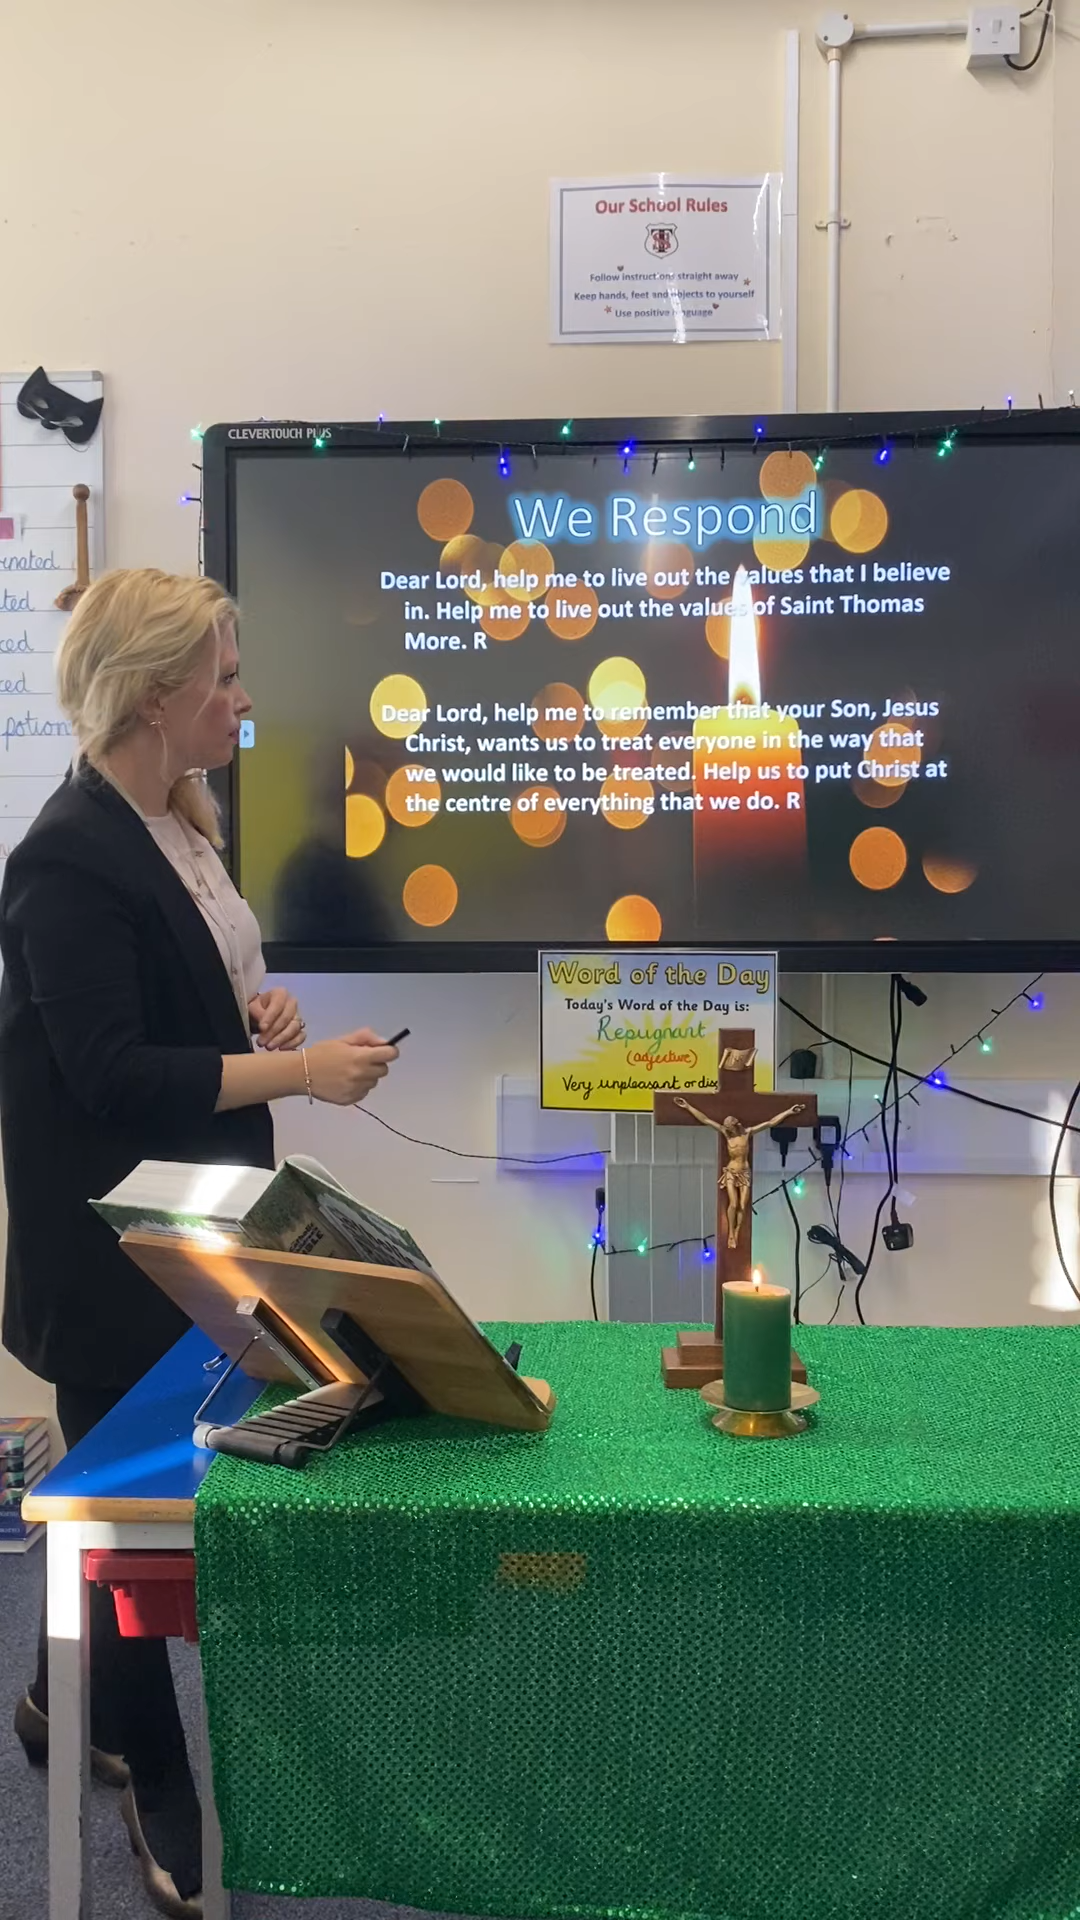 Our School Rules
Follow instructions straight away
Keep hands, feet and objects to yourself
Use positive language
CLEVERTOUCH PLUS
We Respond
Dear Lord, help me to live out the values that I believe
in. Help me to live out the values of Saint Thomas
More. R
Dear Lord, help me to remember that your Son, Jesus
Christ, wants us to treat everyone in the way that
we would like to be treated. Help us to put Christ at
the centre of everything that we do. R
potion
Word of the Day
Today's Word of the Day is:
Repugnant
(adjective)
Very unpleasant or
BIBLE